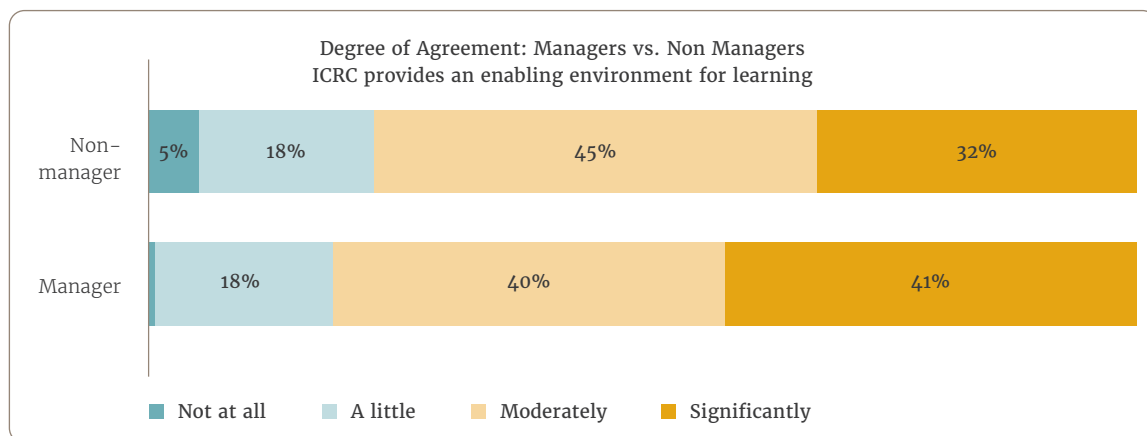 Degree of Agreement: Managers vs. Non Managers
ICRC provides an enabling environment for learning
Non-
manager
5% 18% 45% 32%
Manager
18% 40% 41%
Not at all A little Moderately Significantly